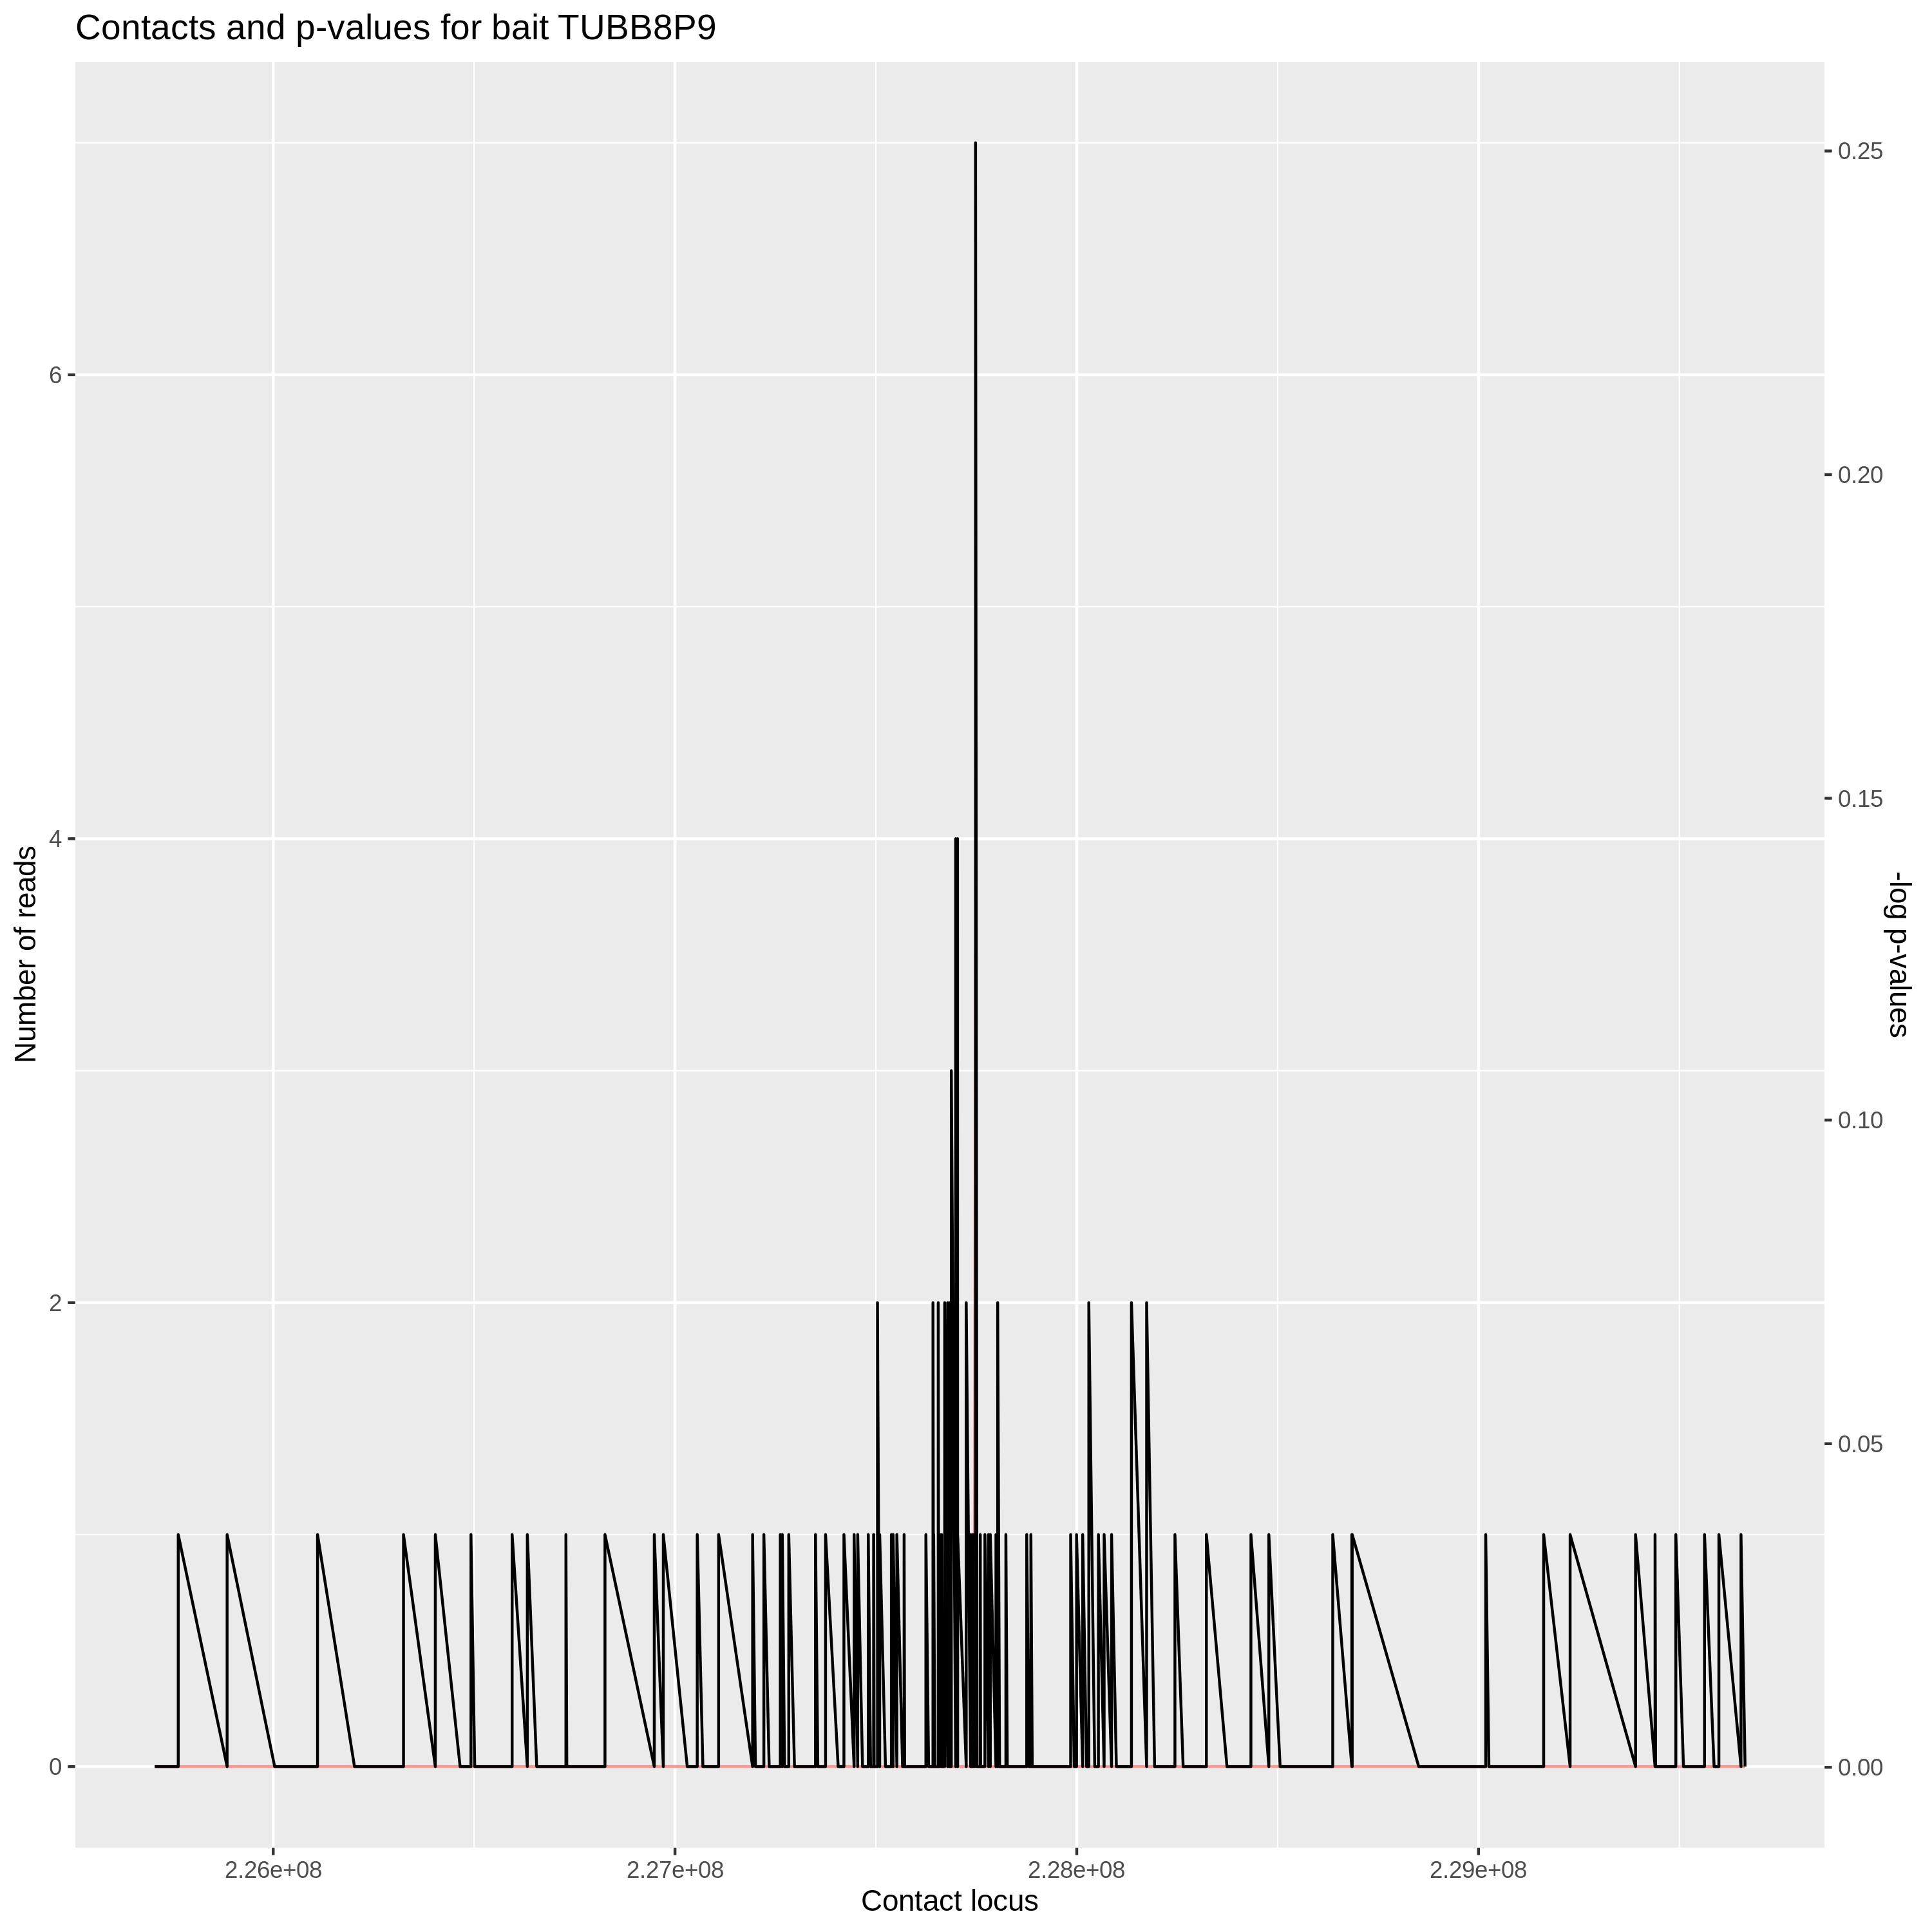 Contacts and p-values for bait TUBB8P9
Number of reads
6
4
2
0
0.25
0.20
0.15
0.10
0.05
0.00
-log p-values
2.26e+08
2.27e+08
2.28e+08
2.29e+08
Contact locus